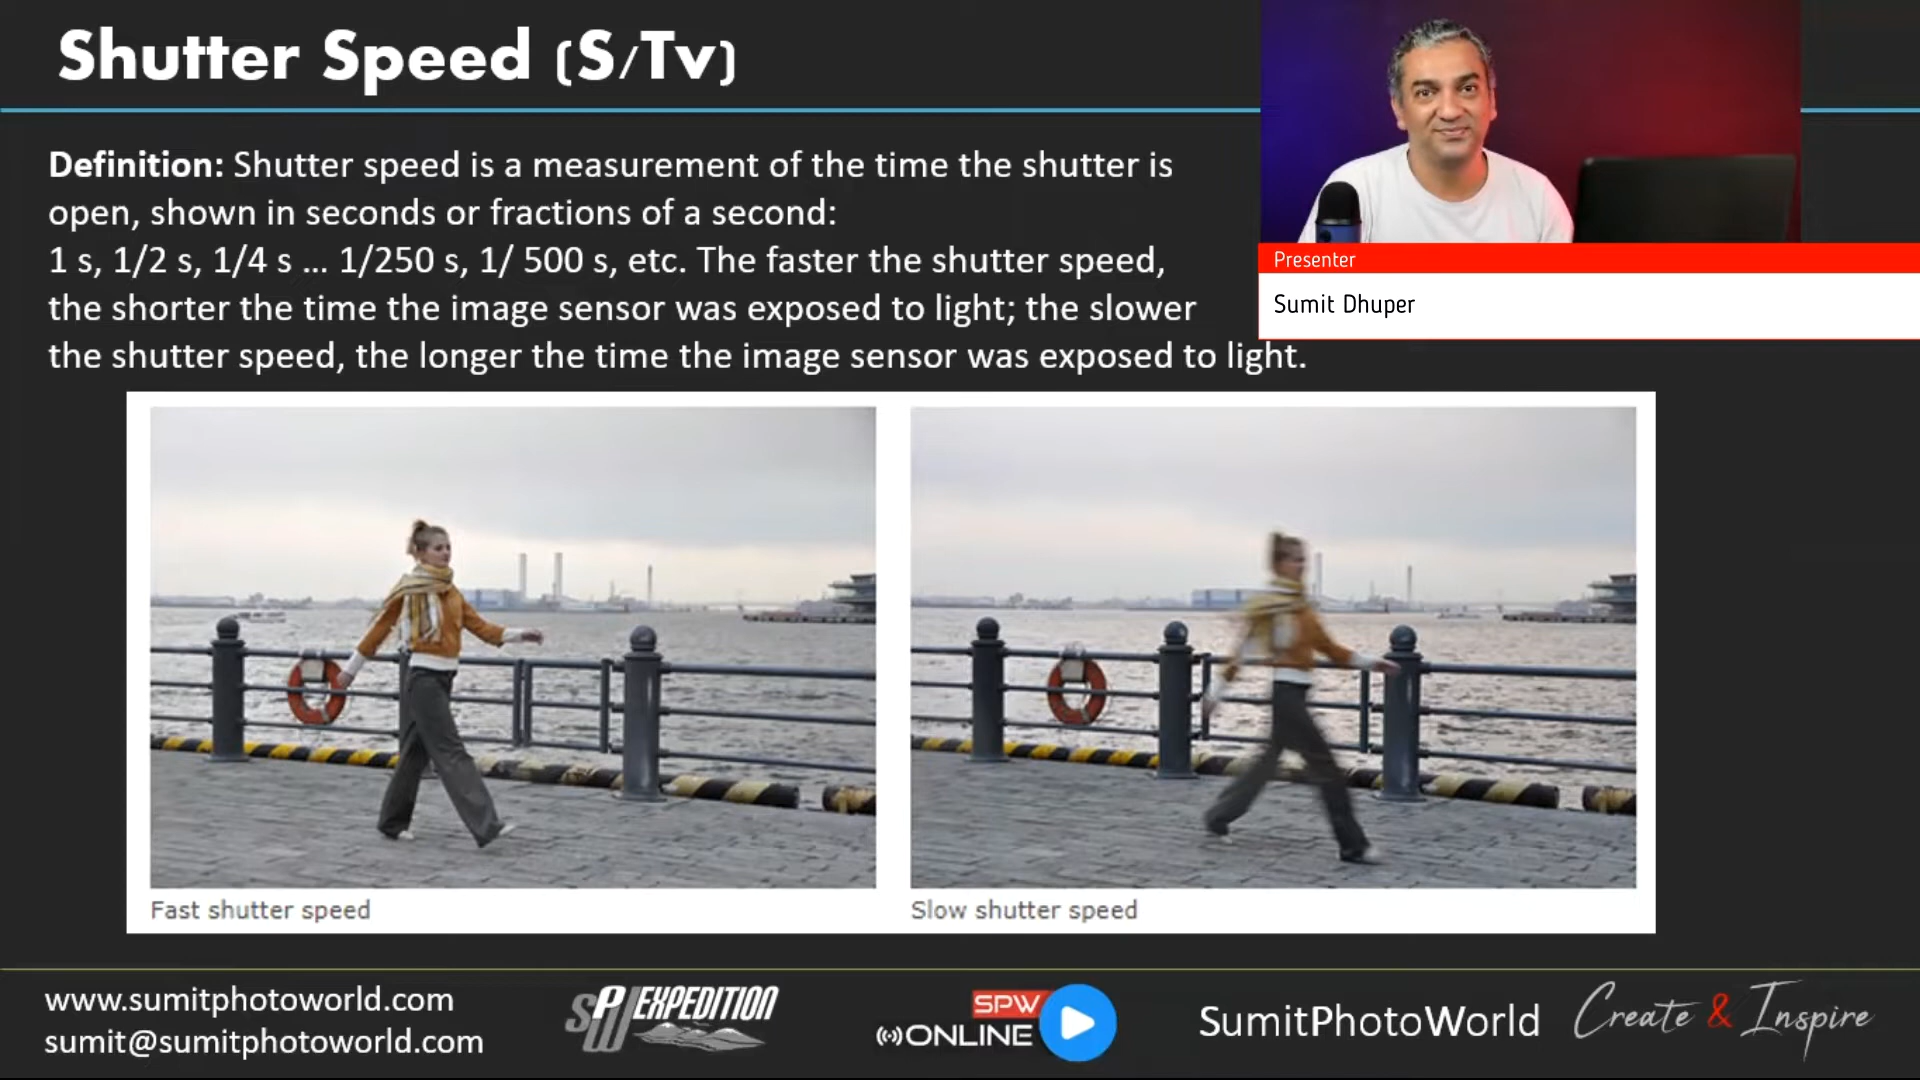 Shutter Speed (S/Tv)
Definition: Shutter speed is a measurement of the time the shutter is
open, shown in seconds or fractions of a second:
1 s, 1/2 s, 1/4 s ... 1/250 s, 1/ 500 s, etc. The faster the shutter speed,
the shorter the time the image sensor was exposed to light; the slower
the shutter speed, the longer the time the image sensor was exposed to light.
Presenter
Sumit Dhuper
Fast shutter speed
Slow shutter speed
www.sumitphotoworld.com
sumit@sumitphotoworld.com
SPW EXPEDITION
SPW
ONLINE
SumitPhotoWorld
Create & Inspire